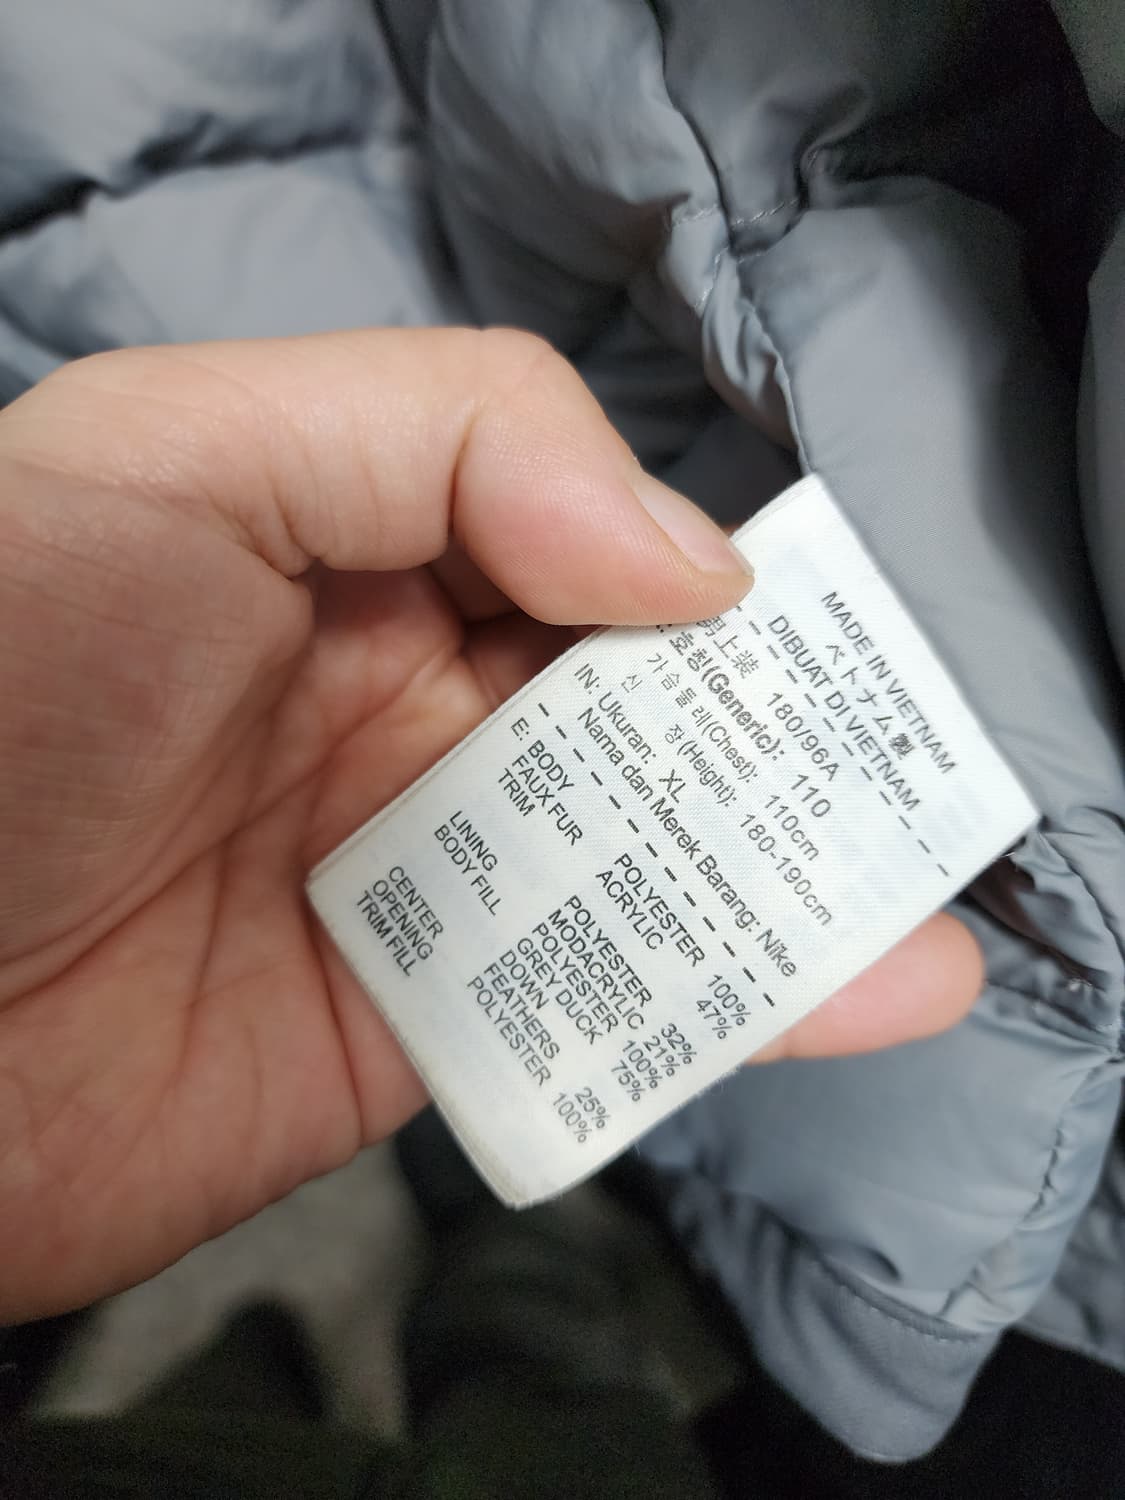 MADE IN VIETNAM
ベトナム製
DIBUAT DI VIETNAM
男上装 180/96A
호칭(Generic): 110
가슴둘레(Chest): 110cm
신 장(Height): 180-190cm
IN: Ukuran: XL
Nama dan Merek Barang: Nike
E: BODY POLYESTER 100%
FAUX FUR ACRYLIC 47%
TRIM
POLYESTER 32%
MODACRYLIC 21%
LINING POLYESTER 100%
BODY FILL GREY DUCK 75%
DOWN
FEATHERS 25%
CENTER POLYESTER 100%
OPENING
TRIM FILL